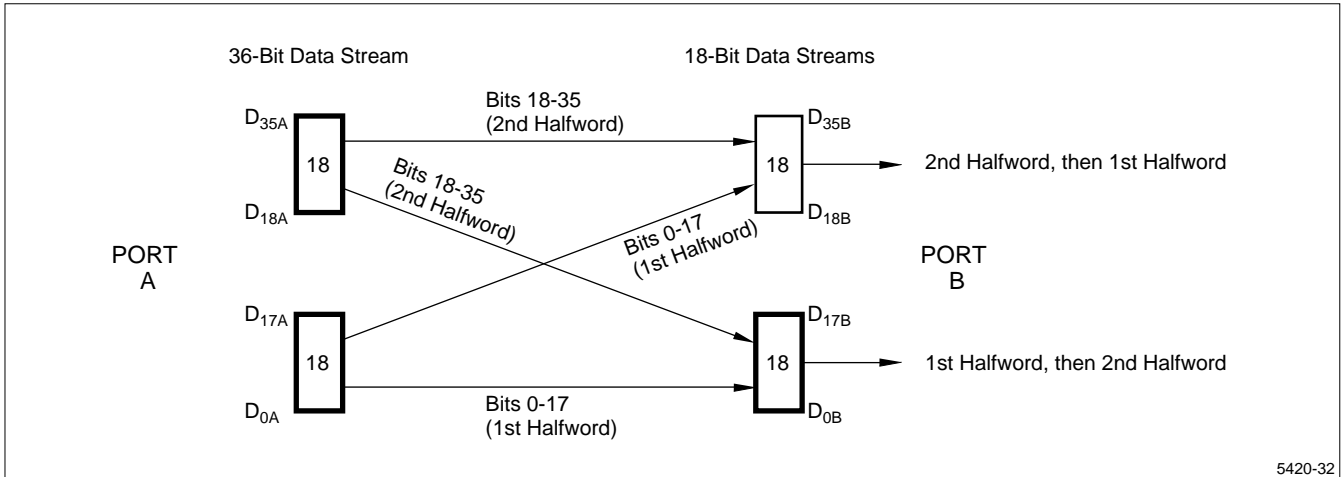 36-Bit Data Stream
18-Bit Data Streams
D35A
Bits 18-35
(2nd Halfword)
D35B
18
18
2nd Halfword, then 1st Halfword
Bits 18-35
(2nd Halfword)
D18A
D18B
Bits 0-17
(1st Halfword)
PORT
A
PORT
B
D17A
D17B
18
18
1st Halfword, then 2nd Halfword
D0A
Bits 0-17
(1st Halfword)
D0B
5420-32